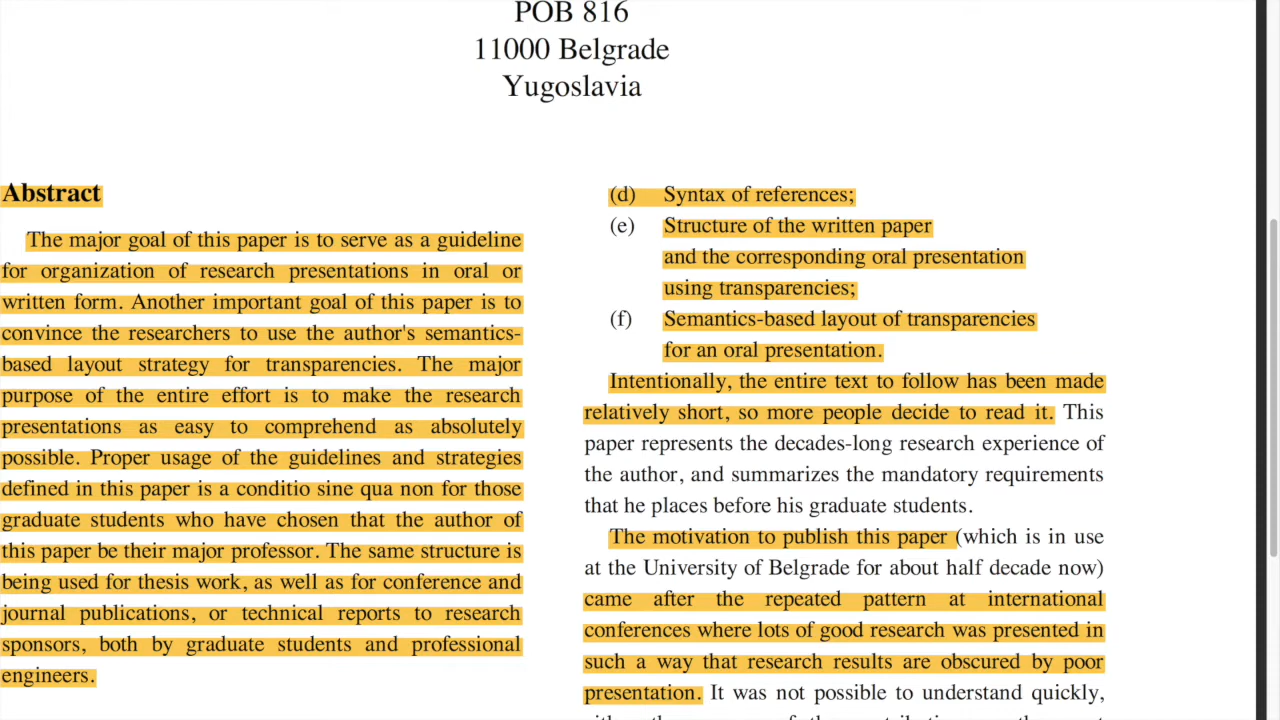 POB 816
11000 Belgrade
Yugoslavia
Abstract
The major goal of this paper is to serve as a guideline
for organization of research presentations in oral or
written form. Another important goal of this paper is to
convince the researchers to use the author's semantics-
based layout strategy for transparencies. The major
purpose of the entire effort is to make the research
presentations as easy to comprehend as absolutely
possible. Proper usage of the guidelines and strategies
defined in this paper is a conditio sine qua non for those
graduate students who have chosen that the author of
this paper be their major professor. The same structure is
being used for thesis work, as well as for conference and
journal publications, or technical reports to research
sponsors, both by graduate students and professional
engineers.
(d) Syntax of references;
(e) Structure of the written paper
and the corresponding oral presentation
using transparencies;
(f) Semantics-based layout of transparencies
for an oral presentation.
Intentionally, the entire text to follow has been made
relatively short, so more people decide to read it. This
paper represents the decades-long research experience of
the author, and summarizes the mandatory requirements
that he places before his graduate students.
The motivation to publish this paper (which is in use
at the University of Belgrade for about half decade now)
came after the repeated pattern at international
conferences where lots of good research was presented in
such a way that research results are obscured by poor
presentation. It was not possible to understand quickly,